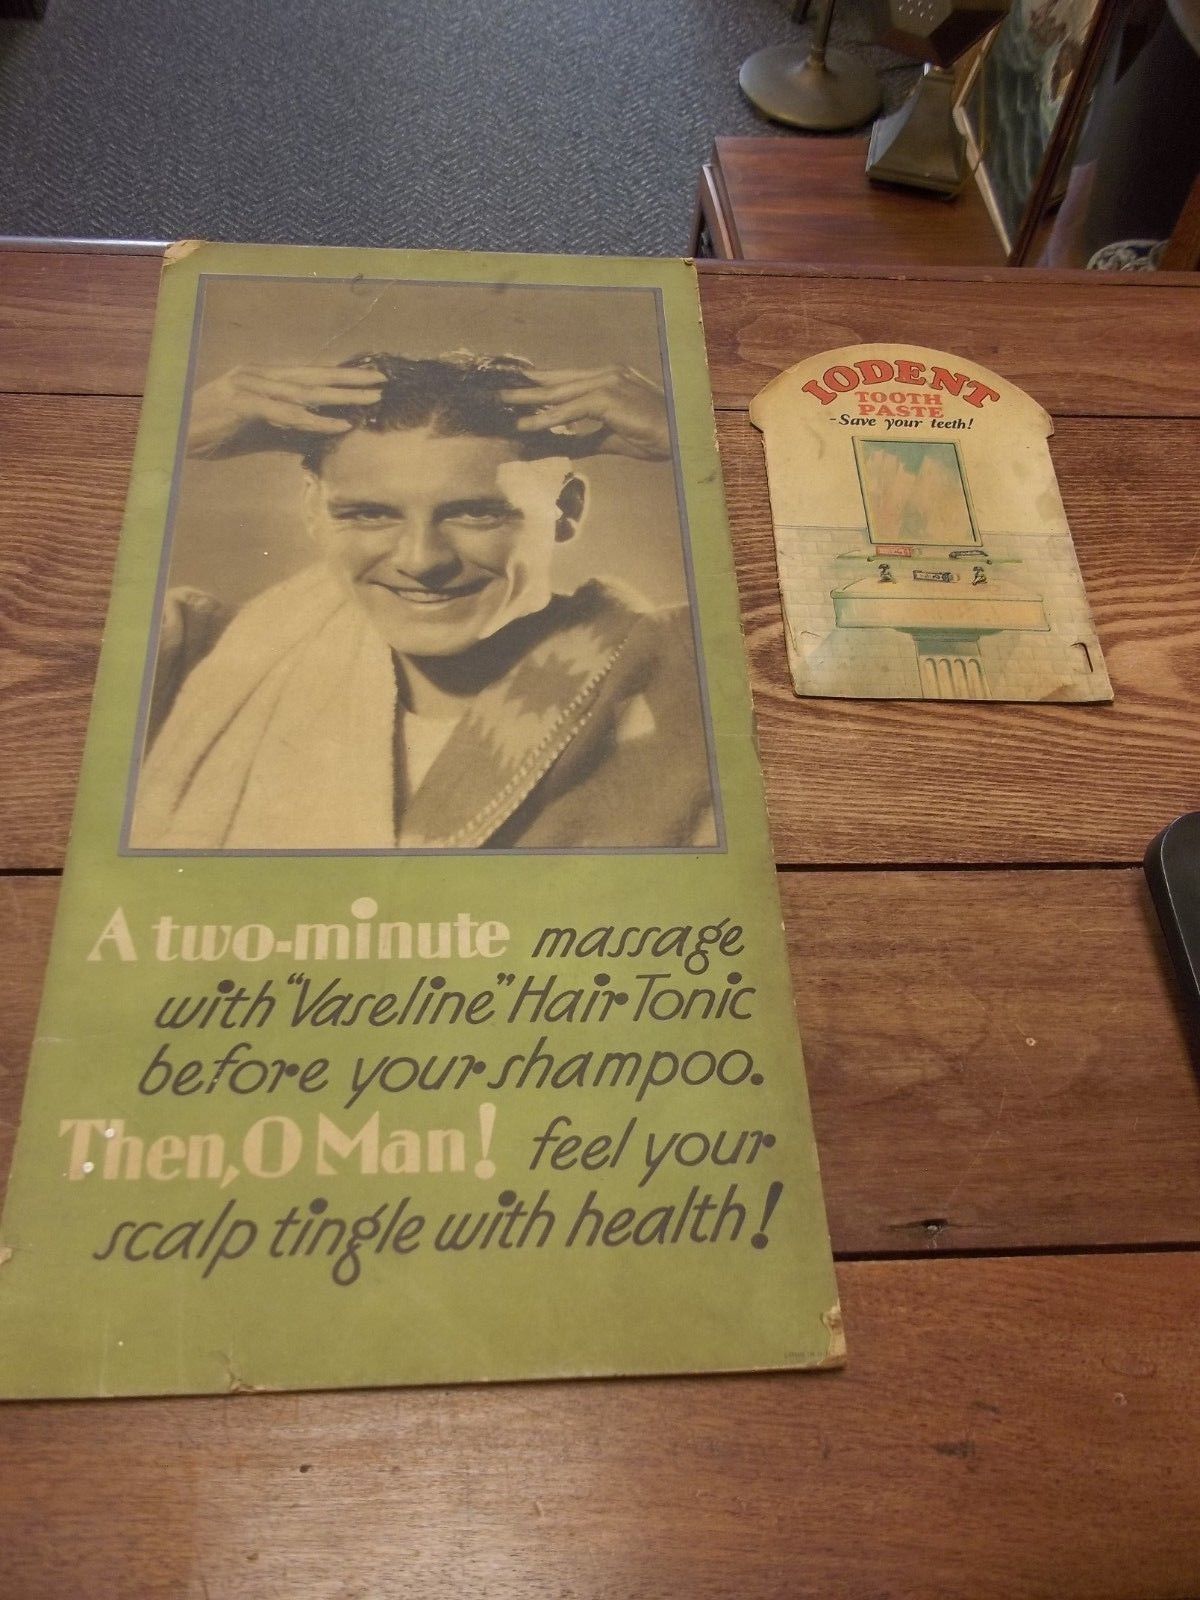 A two-minute massage
with "Vaseline" Hair Tonic
before your shampoo.
Then, O Man! feel your
scalp tingle with health!
IODENT
TOOTH
PASTE
-Save your teeth!